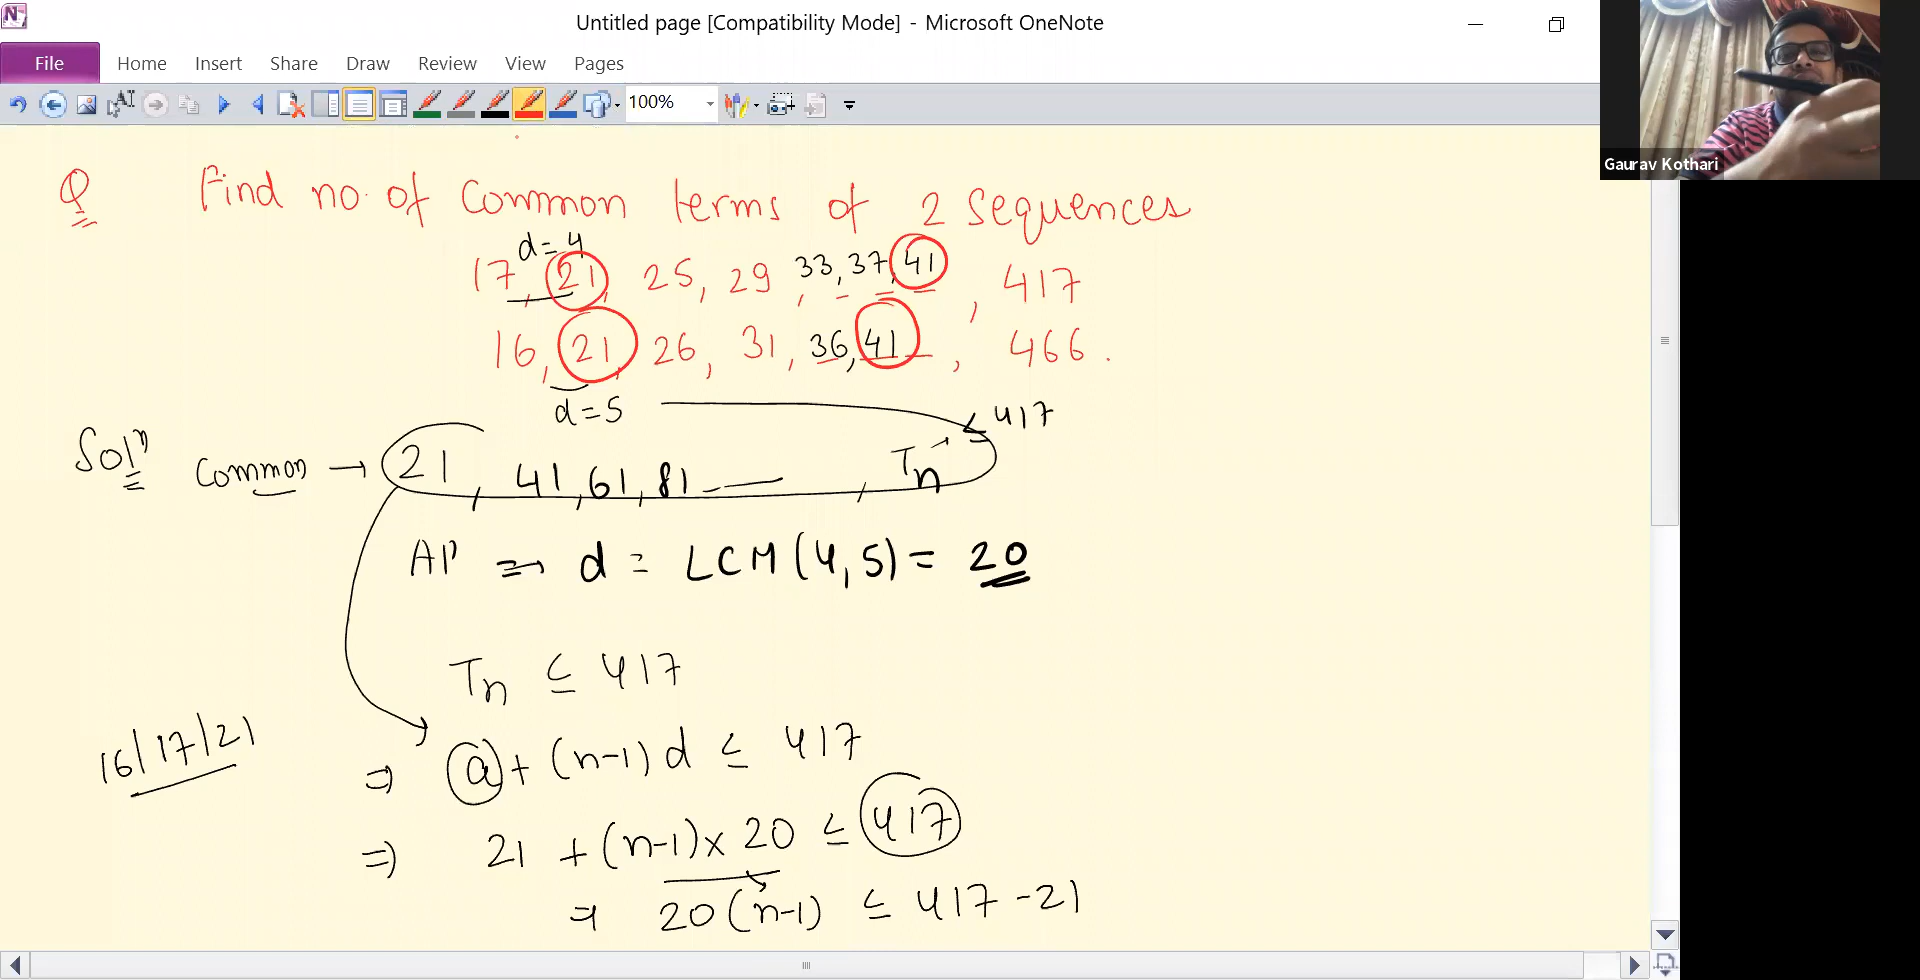 Untitled page [Compatibility Mode] - Microsoft OneNote
File Home Insert Share Draw Review View Pages
100%
Gaurav Kothari
Q Find no. of common terms of 2 sequences
d=4
17, 21, 25, 29, 33, 37, 41, 417
16, 21, 26, 31, 36, 41 _, 466.
d=5
≤ 417
Solⁿ Common → 21, 41, 61, 81 - —, Tn
AP ⇒ d = LCM (4, 5) = 20
Tn ≤ 417
16/17/21
⇒ a + (n-1) d ≤ 417
⇒ 21 + (n-1) x 20 ≤ 417
⇒ 20 (n-1) ≤ 417 - 21